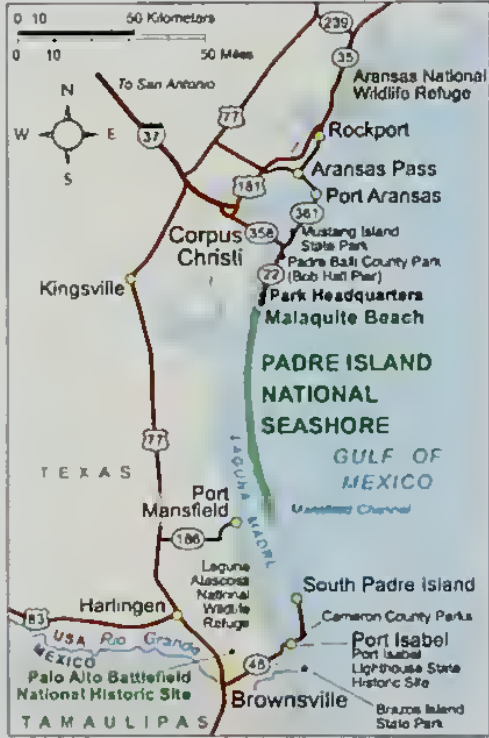 0 10 50 Kilometers
0 10 50 Miles
To San Antonio
N
W E
S
239
35
77
37
Aransas National
Wildlife Refuge
Rockport
Aransas Pass
181
Port Aransas
361
Corpus
Christi
358
Mustang Island
State Park
Padre Balli County Park
(Bob Hall Pier)
22
Kingsville
Park Headquarters
Malaquite Beach
PADRE ISLAND
NATIONAL
SEASHORE
77
GULF OF
MEXICO
TEXAS
LAGUNA MADRE
Port
Mansfield
Mansfield Channel
186
Laguna
Atascosa
National
Wildlife
Refuge
South Padre Island
Harlingen
83
Cameron County Parks
USA Rio Grande
MEXICO
Port Isabel
Port Isabel
Lighthouse State
Historic Site
48
Palo Alto Battlefield
National Historic Site
Brownsville
Brazos Island
State Park
TAMAULIPAS